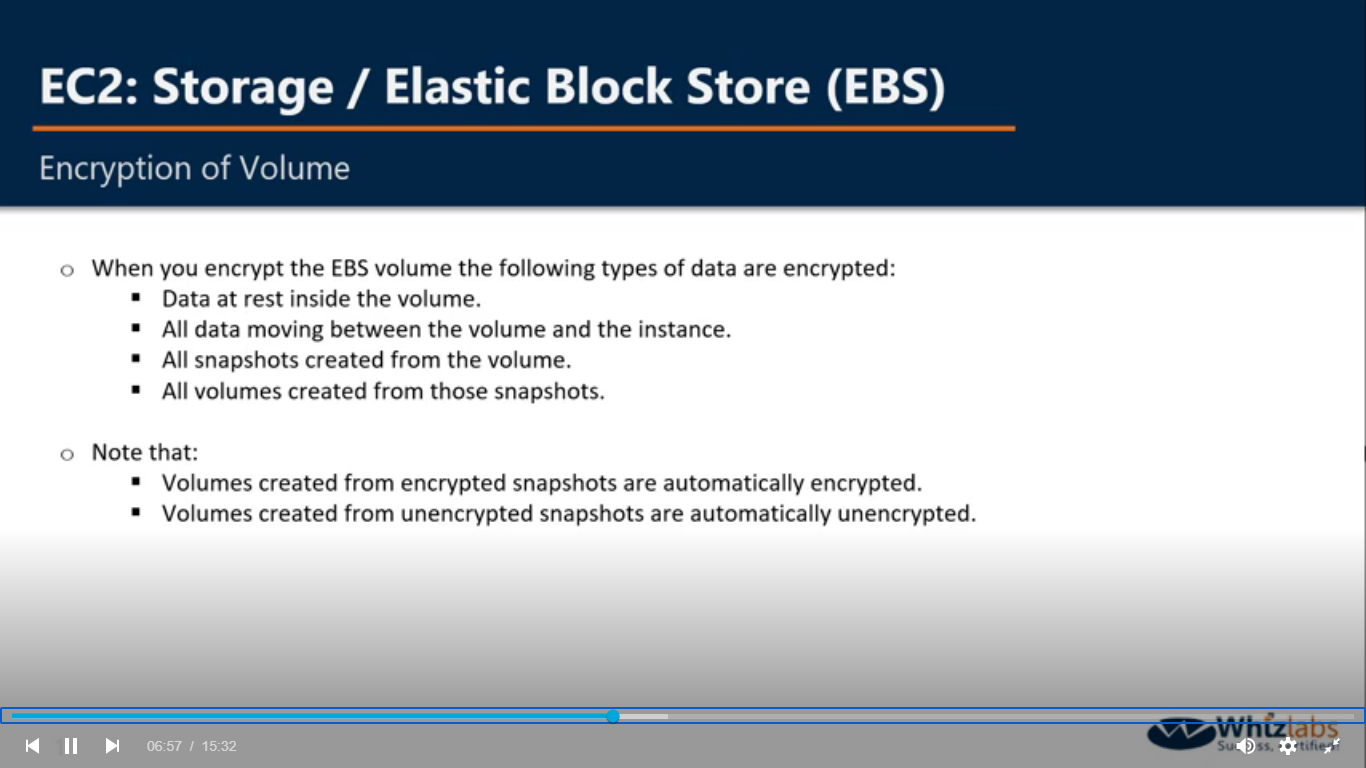 EC2: Storage / Elastic Block Store (EBS)
Encryption of Volume
o When you encrypt the EBS volume the following types of data are encrypted:
▪ Data at rest inside the volume.
▪ All data moving between the volume and the instance.
▪ All snapshots created from the volume.
▪ All volumes created from those snapshots.
o Note that:
▪ Volumes created from encrypted snapshots are automatically encrypted.
▪ Volumes created from unencrypted snapshots are automatically unencrypted.
Whizlabs
06:57 / 15:32